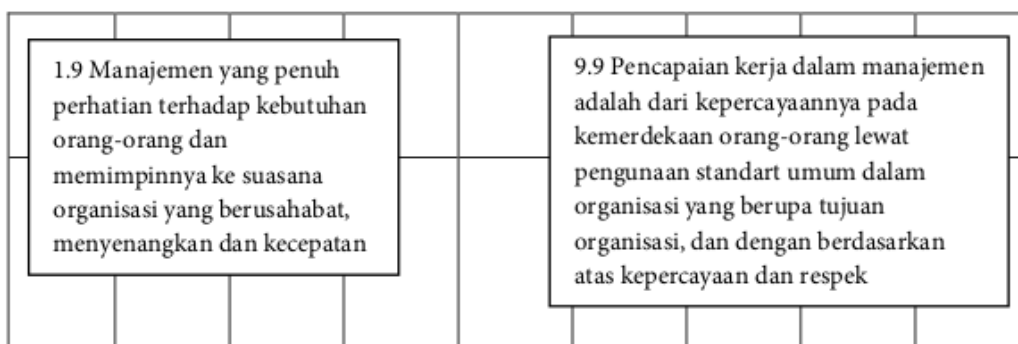 1.9 Manajemen yang penuh
perhatian terhadap kebutuhan
orang-orang dan
memimpinnya ke suasana
organisasi yang berusahabat,
menyenangkan dan kecepatan
9.9 Pencapaian kerja dalam manajemen
adalah dari kepercayaannya pada
kemerdekaan orang-orang lewat
pengunaan standart umum dalam
organisasi yang berupa tujuan
organisasi, dan dengan berdasarkan
atas kepercayaan dan respek